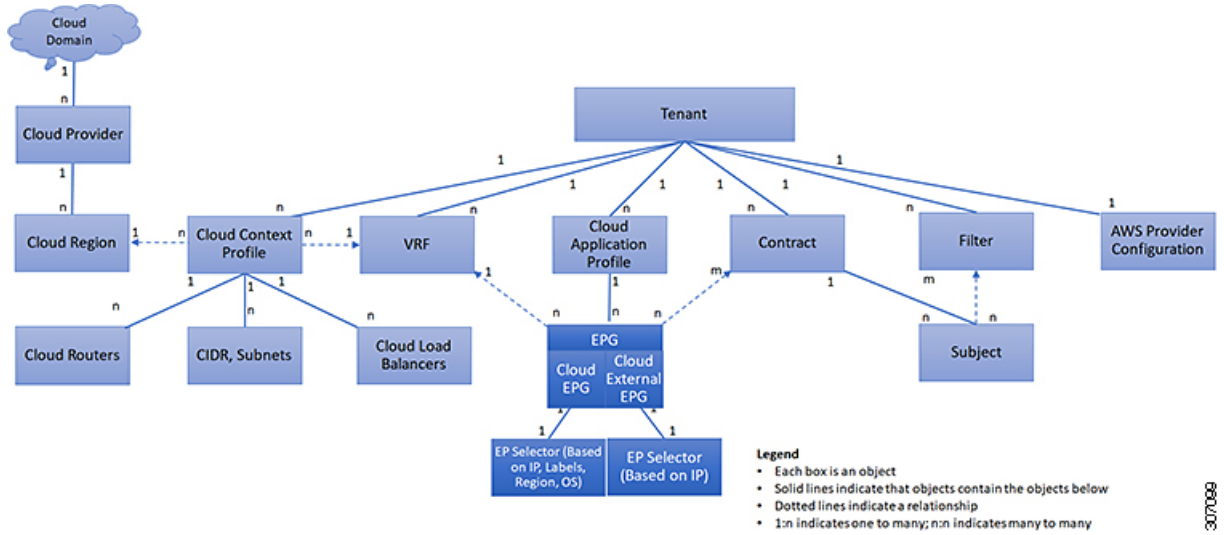 Cloud
Domain
1
n
Cloud Provider
Tenant
1
n
1
1
1
1
1
1
n
n
n
n
n
1
Cloud Region
1
n
Cloud Context
Profile
n
1
VRF
Cloud
Application
Profile
Contract
Filter
AWS Provider
Configuration
1
1
1
n
n
n
1
n
1
n
n
m
1
m
n
n
Cloud Routers
CIDR, Subnets
Cloud Load
Balancers
EPG
Cloud
EPG
Cloud
External
EPG
Subject
1
1
1
1
EP Selector (Based
on IP, Labels,
Region, OS)
EP Selector
(Based on IP)
Legend
• Each box is an object
• Solid lines indicate that objects contain the objects below
• Dotted lines indicate a relationship
• 1:n indicates one to many; n:n indicates many to many
307099